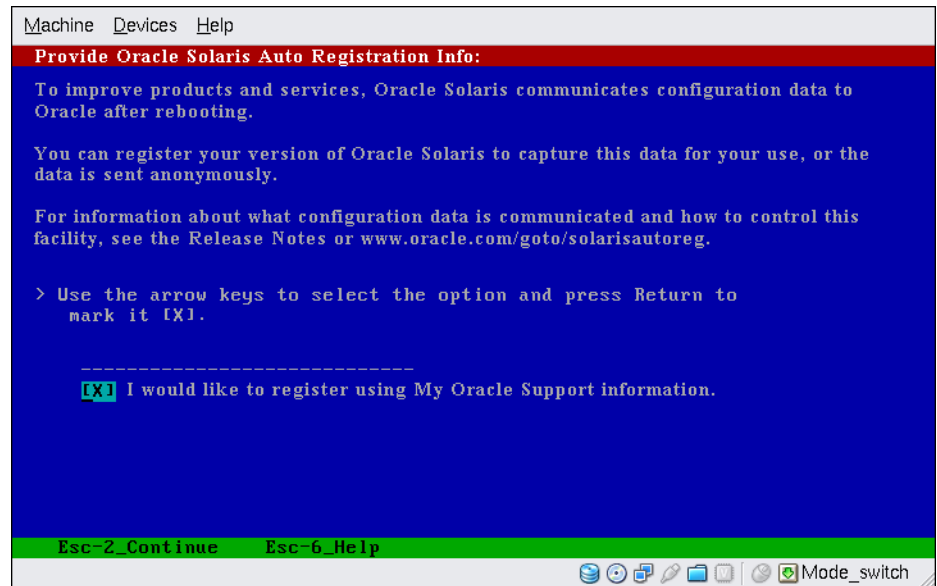 Machine Devices Help
Provide Oracle Solaris Auto Registration Info:
To improve products and services, Oracle Solaris communicates configuration data to
Oracle after rebooting.
You can register your version of Oracle Solaris to capture this data for your use, or the
data is sent anonymously.
For information about what configuration data is communicated and how to control this
facility, see the Release Notes or www.oracle.com/goto/solarisautoreg.
> Use the arrow keys to select the option and press Return to
mark it [X].
_____________________________
[X] I would like to register using My Oracle Support information.
Esc-2_Continue Esc-6_Help
Mode_switch